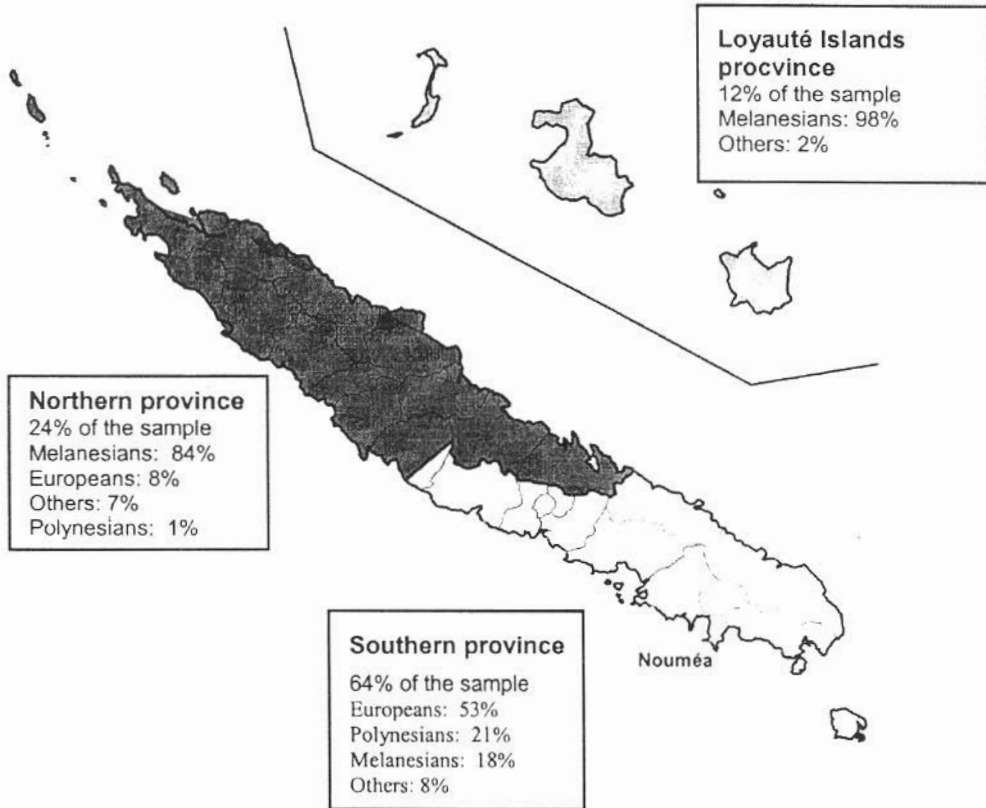 Loyauté Islands
procvince
12% of the sample
Melanesians: 98%
Others: 2%
Northern province
24% of the sample
Melanesians: 84%
Europeans: 8%
Others: 7%
Polynesians: 1%
Southern province
64% of the sample
Europeans: 53%
Polynesians: 21%
Melanesians: 18%
Others: 8%
Nouméa